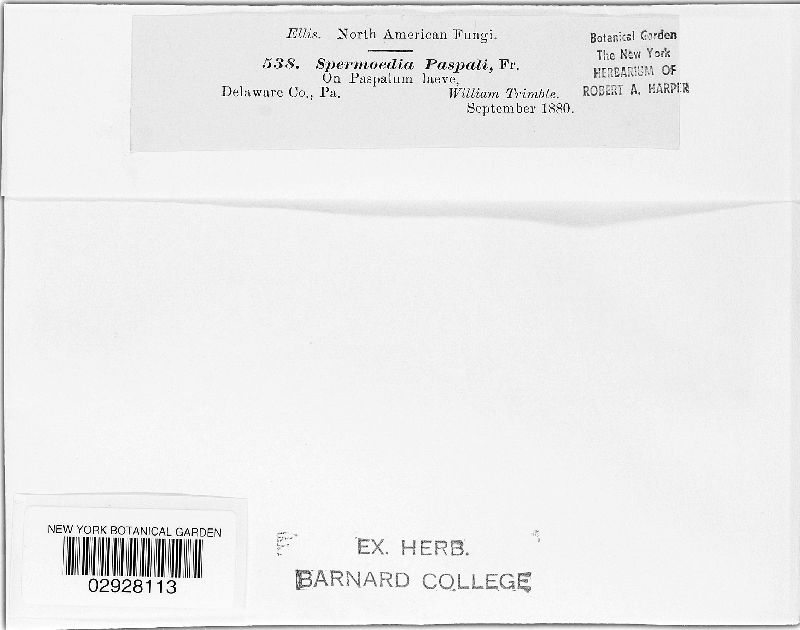 Ellis. North American Fungi.
538. Spermoedia Paspali, Fr.
On Paspalum laeve,
Delaware Co., Pa. William Trimble.
September 1880.
Botanical Garden
The New York
HERBARIUM OF
ROBERT A. HARPER
NEW YORK BOTANICAL GARDEN
02928113
EX. HERB.
BARNARD COLLEGE